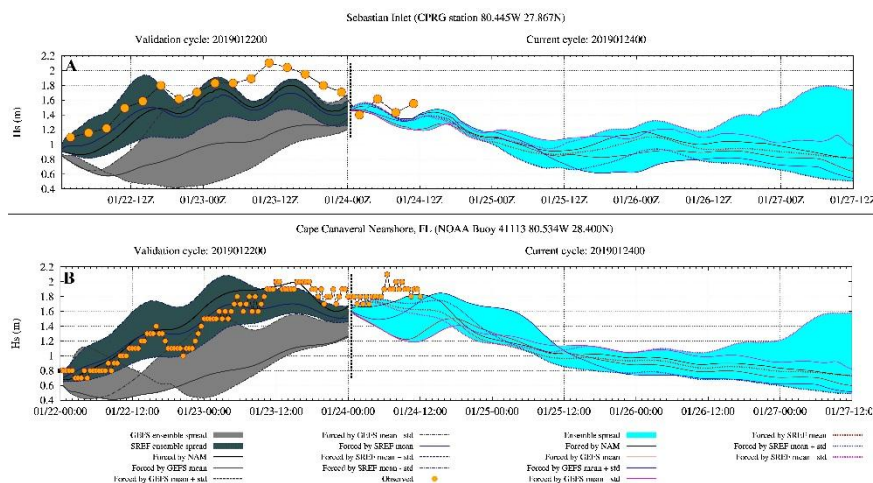 Sebastian Inlet (CPRG station 80.445W 27.867N)
Validation cycle: 2019012200
Current cycle: 2019012400
A
Hs (m)
2.2
2
1.8
1.6
1.4
1.2
1
0.8
0.6
0.4
01/22-12Z
01/23-00Z
01/23-12Z
01/24-00Z
01/24-12Z
01/25-00Z
01/25-12Z
01/26-00Z
01/26-12Z
01/27-00Z
01/27-12Z
Cape Canaveral Nearshore, FL (NOAA Buoy 41113 80.534W 28.400N)
Validation cycle: 2019012200
Current cycle: 2019012400
B
Hs (m)
2.2
2
1.8
1.6
1.4
1.2
1
0.8
0.6
0.4
01/22-00:00
01/22-12:00
01/23-00:00
01/23-12:00
01/24-00:00
01/24-12:00
01/25-00:00
01/25-12:00
01/26-00:00
01/26-12:00
01/27-00:00
01/27-12:00
GEFS ensemble spread
SREF ensemble spread
Forced by NAM
Forced by GEFS mean
Forced by GEFS mean + std
Forced by GEFS mean - std
Forced by SREF mean
Forced by SREF mean + std
Forced by SREF mean - std
Observed
Ensemble spread
Forced by NAM
Forced by GEFS mean
Forced by GEFS mean + std
Forced by GEFS mean - std
Forced by SREF mean
Forced by SREF mean + std
Forced by SREF mean - std